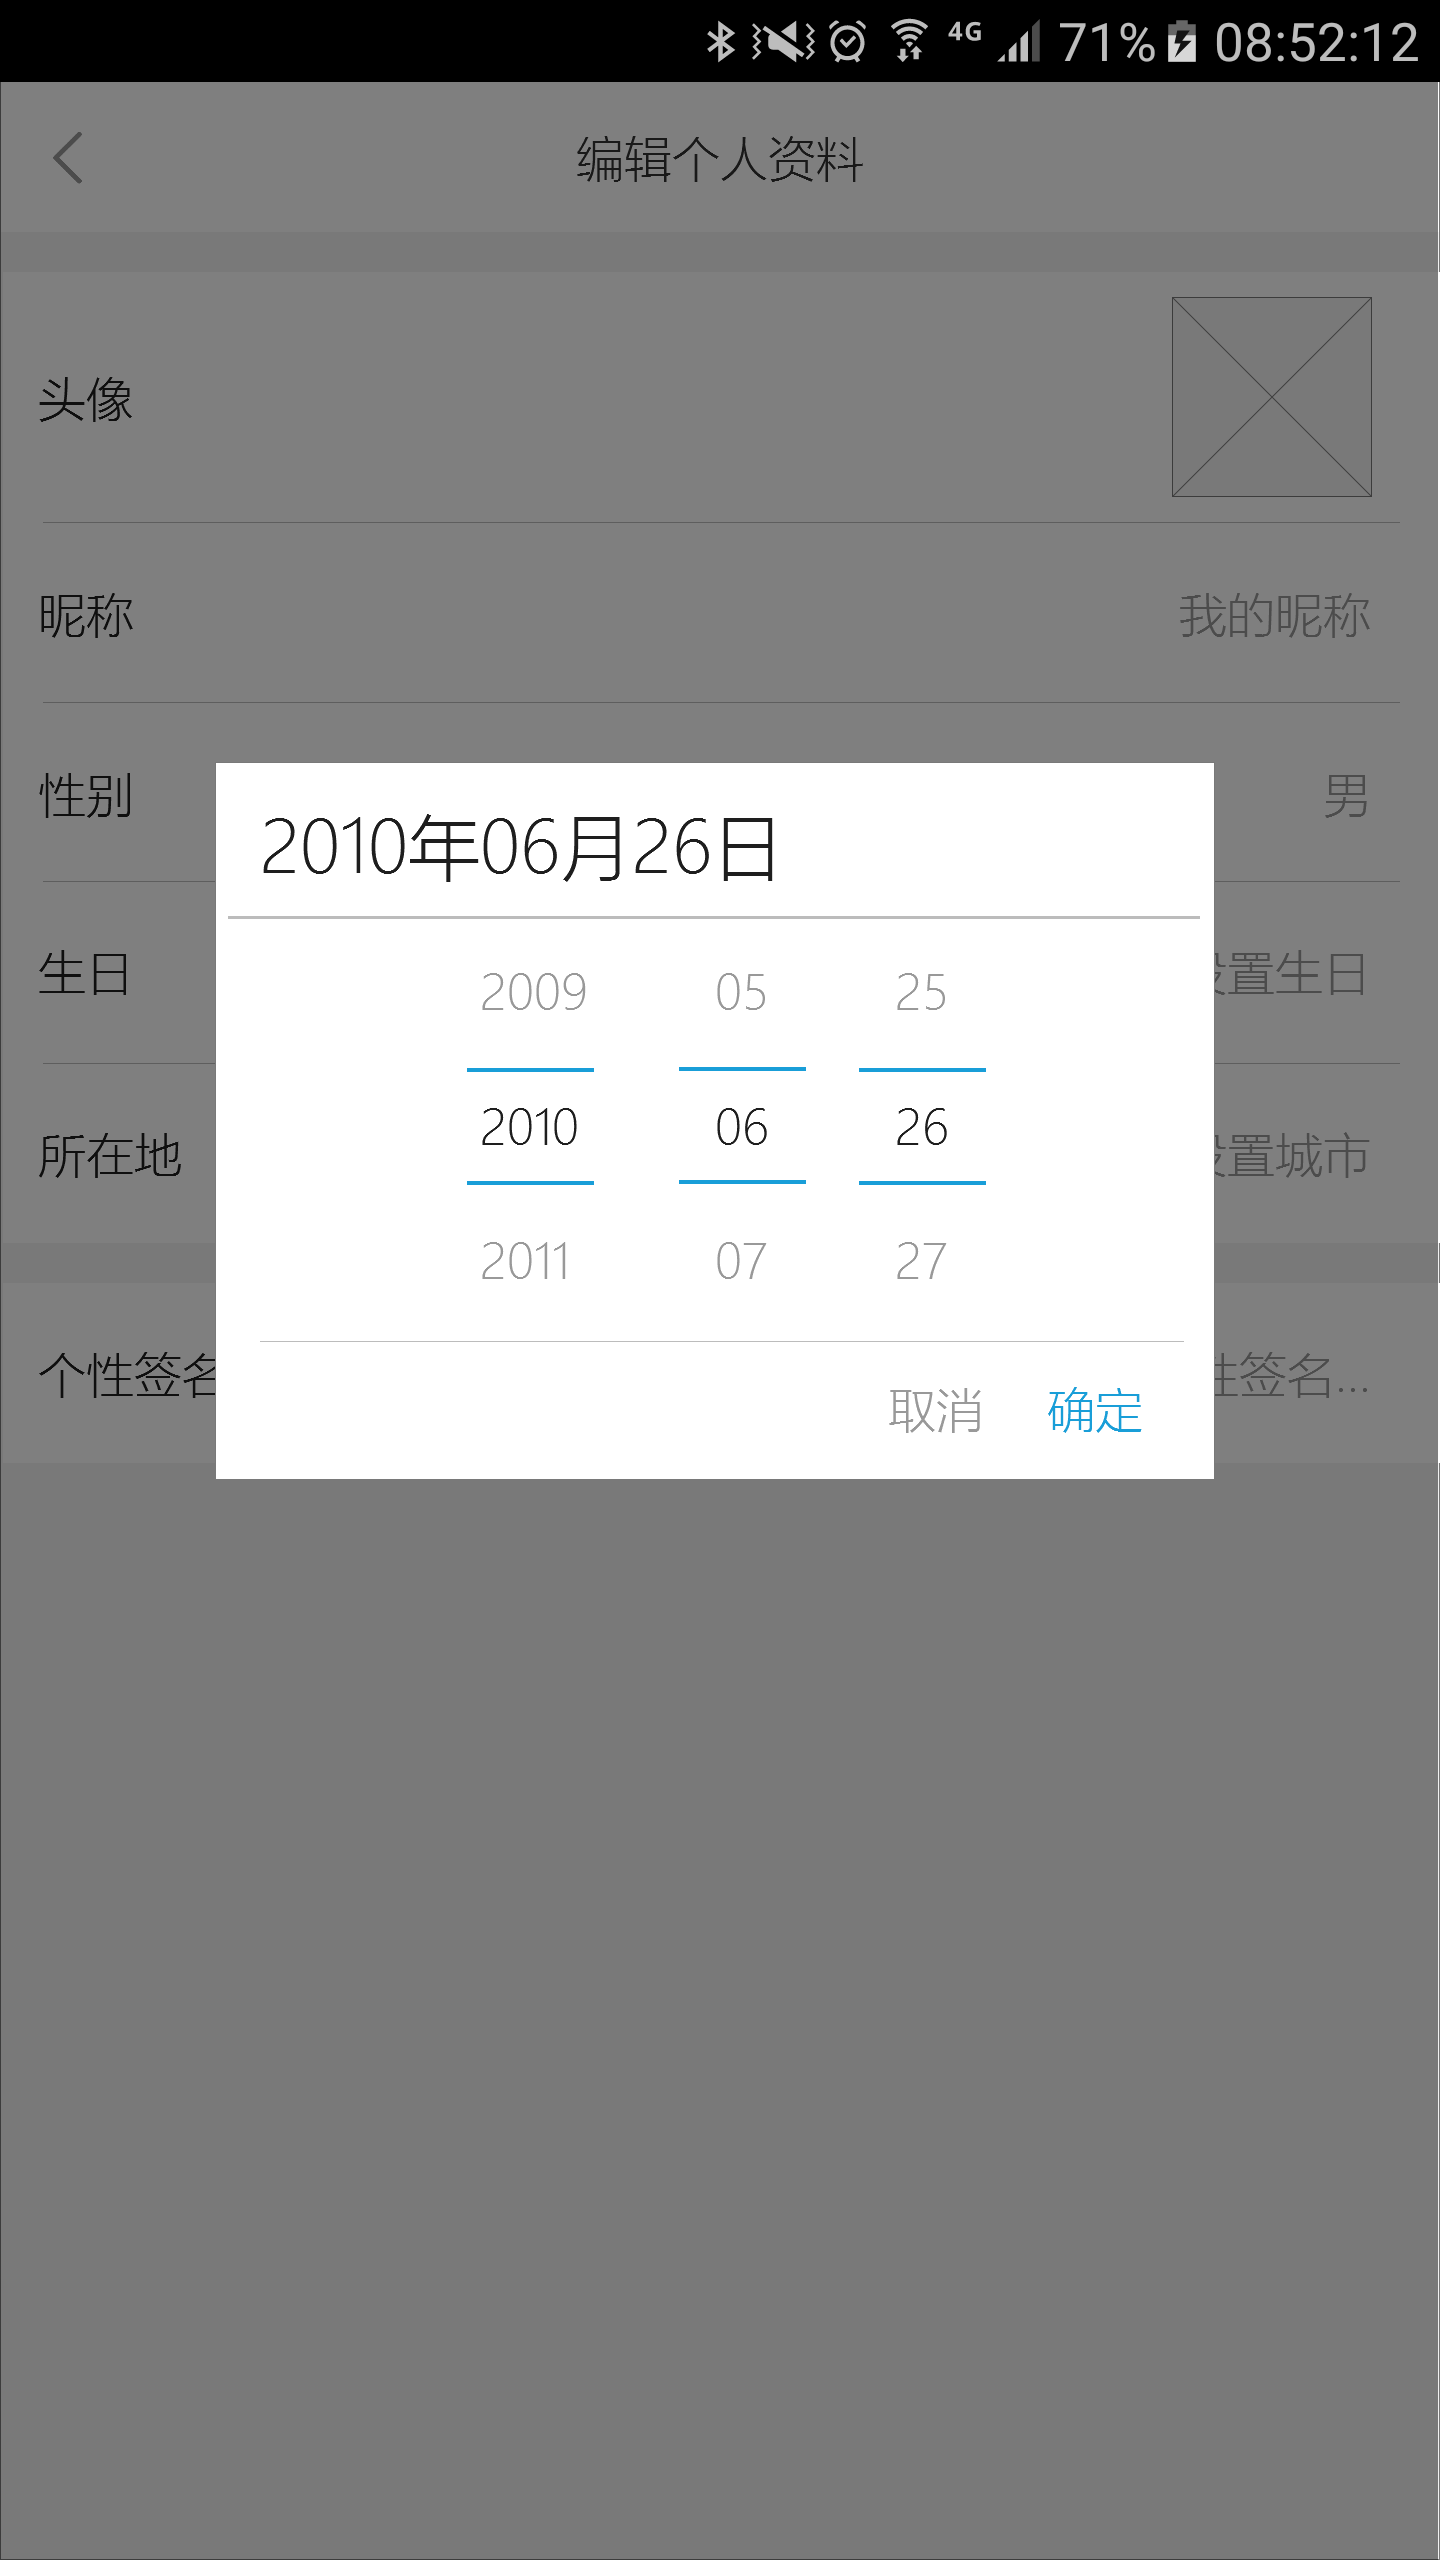 4G 71% 08:52:12
编辑个人资料
头像
昵称 我的昵称
性别 男
2010年06月26日
生日 置生日
2009 05 25
2010 06 26
所在地 置城市
2011 07 27
个性签名 性签名...
取消 确定